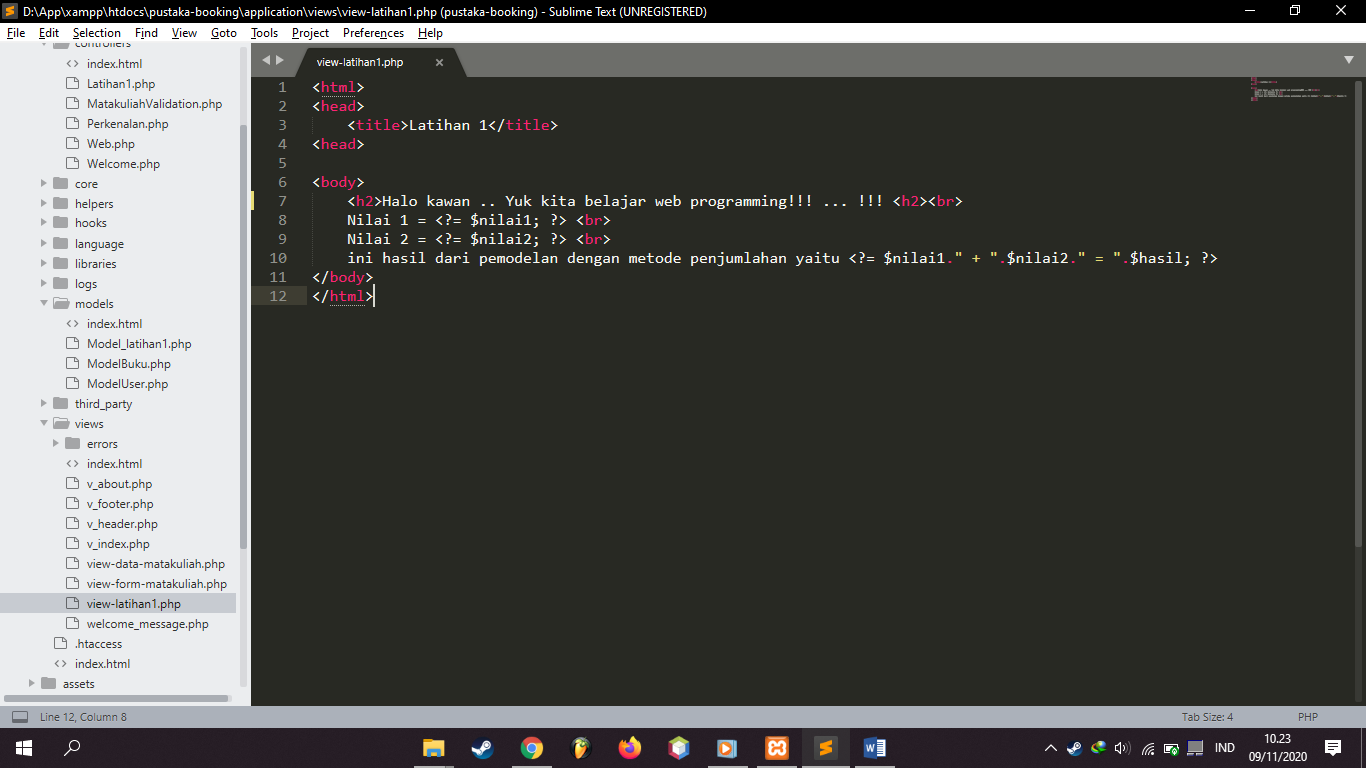 D:\App\xampp\htdocs\pustaka-booking\application\views\view-latihan1.php (pustaka-booking) - Sublime Text (UNREGISTERED)
File Edit Selection Find View Goto Tools Project Preferences Help
controllers
index.html
Latihan1.php
MatakuliahValidation.php
Perkenalan.php
Web.php
Welcome.php
core
helpers
hooks
language
libraries
logs
models
index.html
Model_latihan1.php
ModelBuku.php
ModelUser.php
third_party
views
errors
index.html
v_about.php
v_footer.php
v_header.php
v_index.php
view-data-matakuliah.php
view-form-matakuliah.php
view-latihan1.php
welcome_message.php
.htaccess
index.html
assets
view-latihan1.php
1 <html>
2 <head>
3 <title>Latihan 1</title>
4 <head>
5
6 <body>
7 <h2>Halo kawan .. Yuk kita belajar web programming!!! ... !!! <h2><br>
8 Nilai 1 = <?= $nilai1; ?> <br>
9 Nilai 2 = <?= $nilai2; ?> <br>
10 ini hasil dari pemodelan dengan metode penjumlahan yaitu <?= $nilai1." + ".$nilai2." = ".$hasil; ?>
11 </body>
12 </html>
Line 12, Column 8 Tab Size: 4 PHP
IND 10.23
09/11/2020